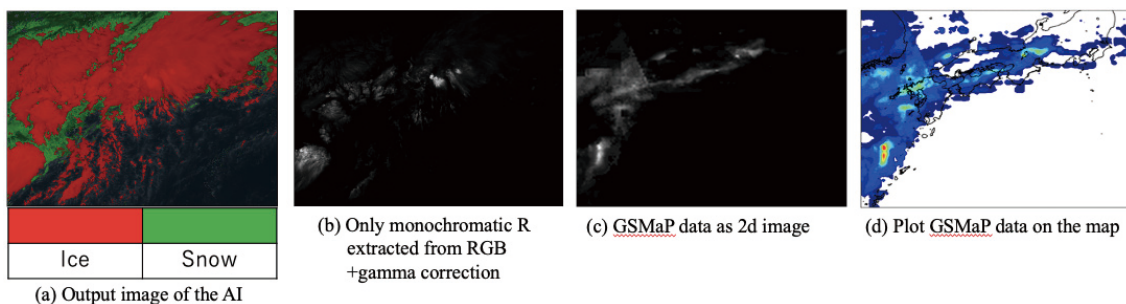 Ice
Snow
(a) Output image of the AI
(b) Only monochromatic R
extracted from RGB
+gamma correction
(c) GSMaP data as 2d image
(d) Plot GSMaP data on the map